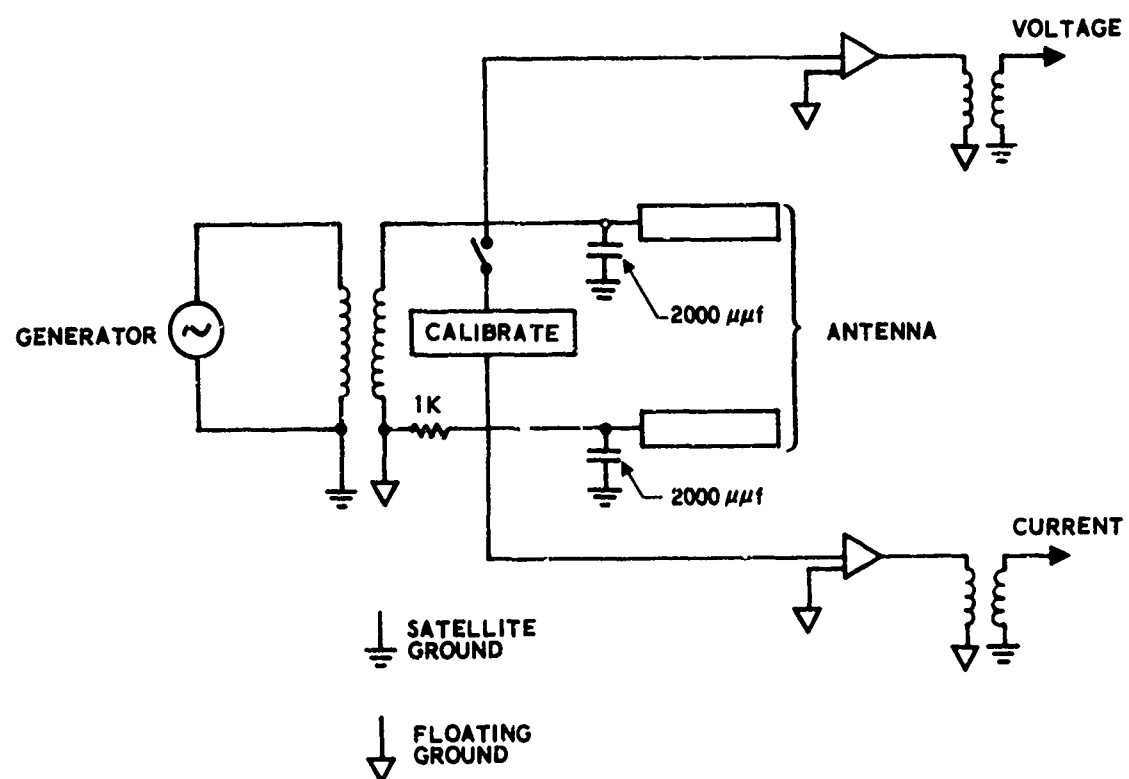 VOLTAGE
2000 μμf
GENERATOR
~
CALIBRATE
ANTENNA
1K
2000 μμf
CURRENT
SATELLITE
GROUND
FLOATING
GROUND